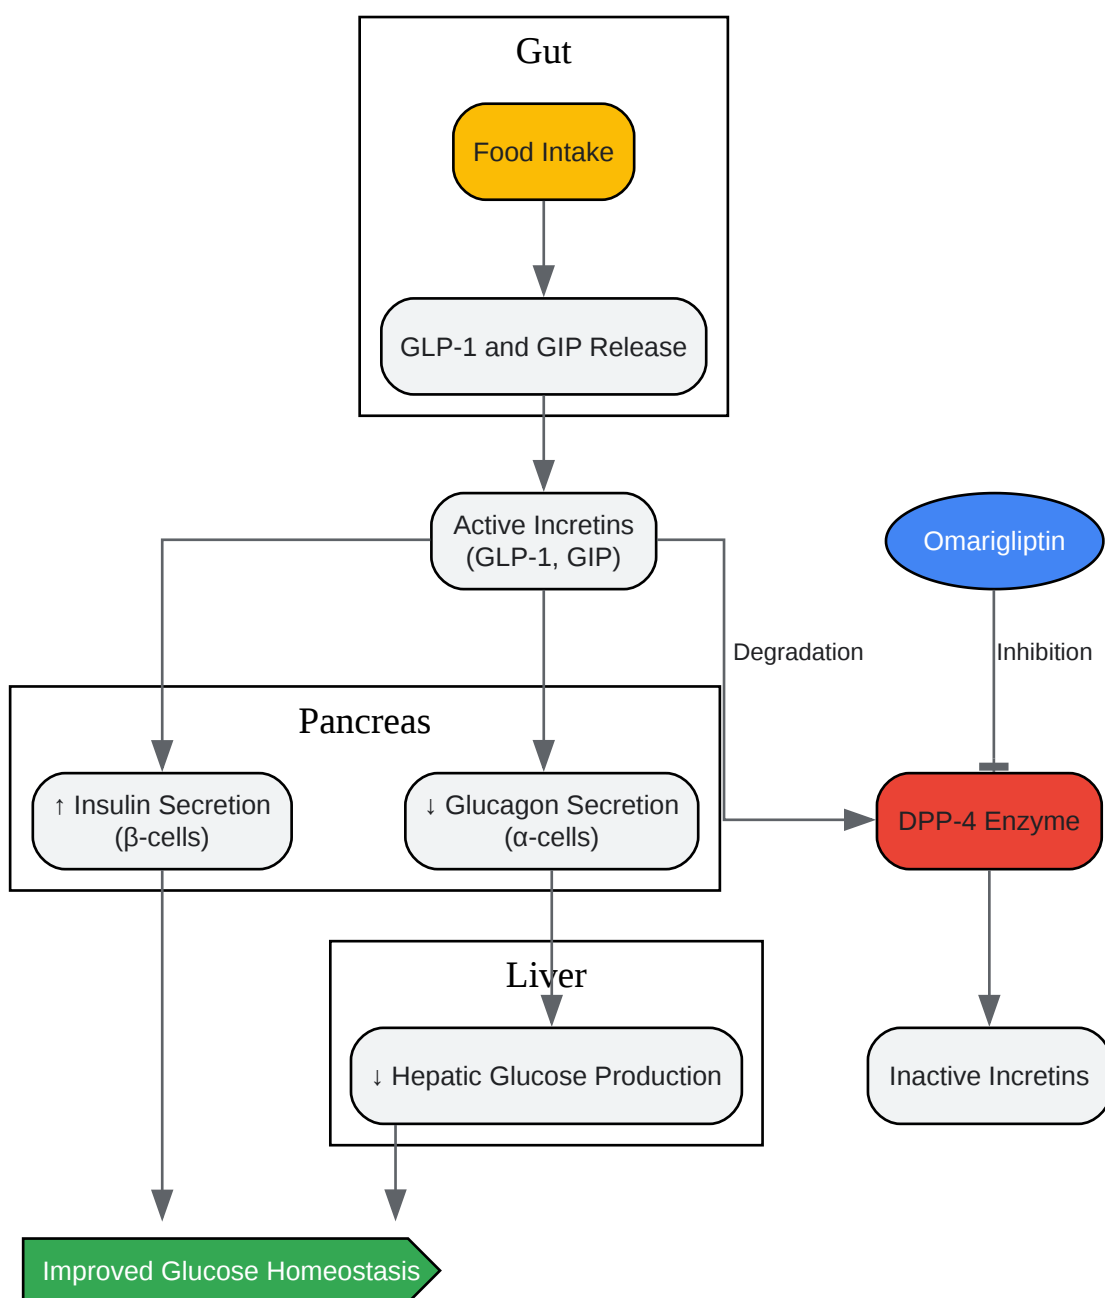 Gut
Food Intake
GLP-1 and GIP Release
Active Incretins
(GLP-1, GIP)
Omarigliptin
Degradation
Inhibition
Pancreas
↑ Insulin Secretion
(β-cells)
↓ Glucagon Secretion
(α-cells)
DPP-4 Enzyme
Liver
↓ Hepatic Glucose Production
Inactive Incretins
Improved Glucose Homeostasis